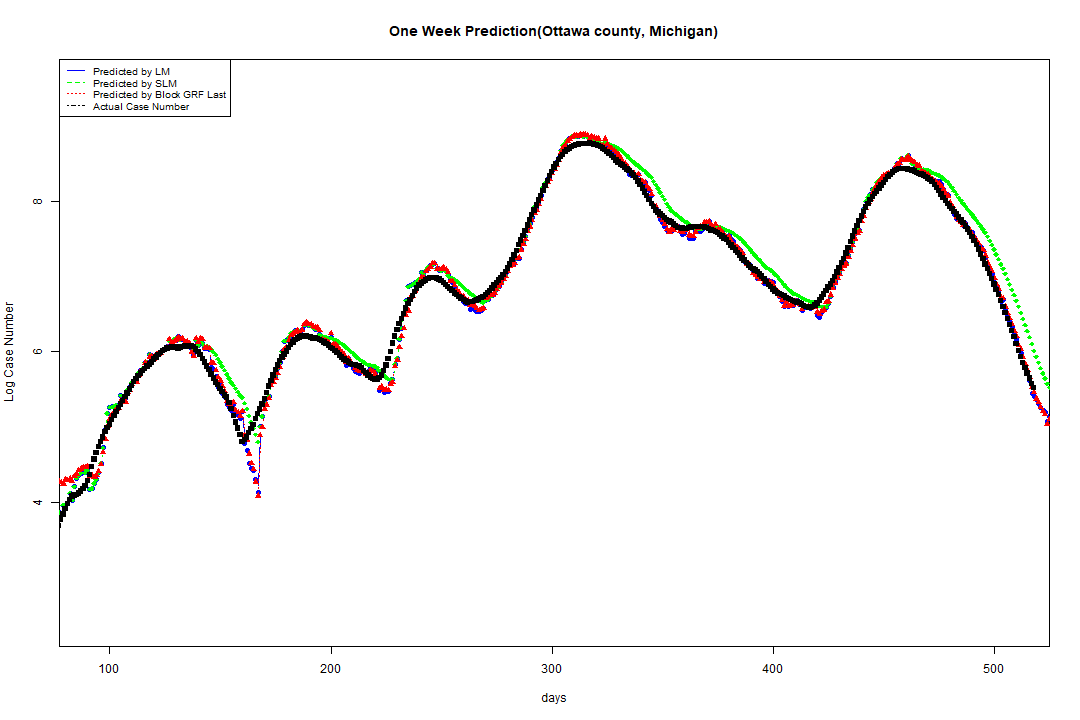 One Week Prediction(Ottawa county, Michigan)
Predicted by LM
Predicted by SLM
Predicted by Block GRF Last
Actual Case Number
8
6
4
Log Case Number
100 200 300 400 500
days